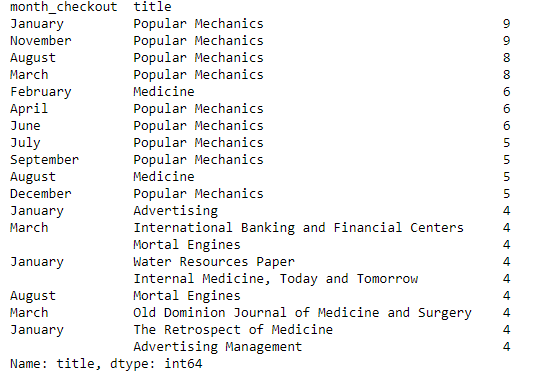 month_checkout  title
January         Popular Mechanics                               9
November        Popular Mechanics                               9
August          Popular Mechanics                               8
March           Popular Mechanics                               8
February        Medicine                                        6
April           Popular Mechanics                               6
June            Popular Mechanics                               6
July            Popular Mechanics                               5
September       Popular Mechanics                               5
August          Medicine                                        5
December        Popular Mechanics                               5
January         Advertising                                     4
March           International Banking and Financial Centers     4
                Mortal Engines                                  4
January         Water Resources Paper                           4
                Internal Medicine, Today and Tomorrow           4
August          Mortal Engines                                  4
March           Old Dominion Journal of Medicine and Surgery    4
January         The Retrospect of Medicine                      4
                Advertising Management                          4
Name: title, dtype: int64